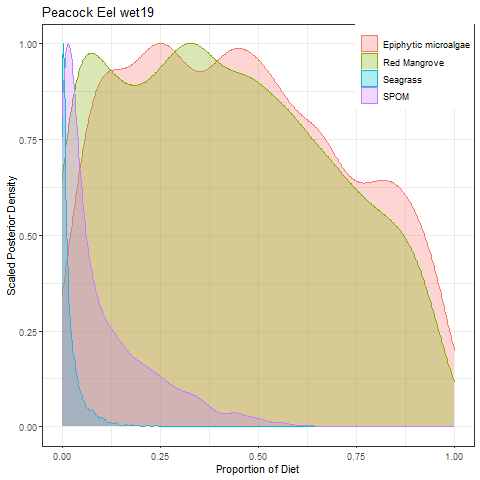 Peacock Eel wet19
Epiphytic microalgae
Red Mangrove
Seagrass
SPOM
Scaled Posterior Density
1.00
0.75
0.50
0.25
0.00
0.00 0.25 0.50 0.75 1.00
Proportion of Diet